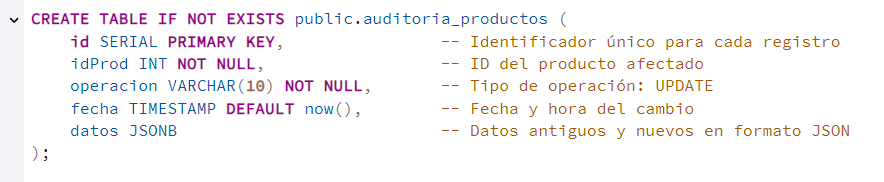 CREATE TABLE IF NOT EXISTS public.auditoria_productos (
    id SERIAL PRIMARY KEY,                    -- Identificador único para cada registro
    idProd INT NOT NULL,                      -- ID del producto afectado
    operacion VARCHAR(10) NOT NULL,           -- Tipo de operación: UPDATE
    fecha TIMESTAMP DEFAULT now(),            -- Fecha y hora del cambio
    datos JSONB                               -- Datos antiguos y nuevos en formato JSON
);